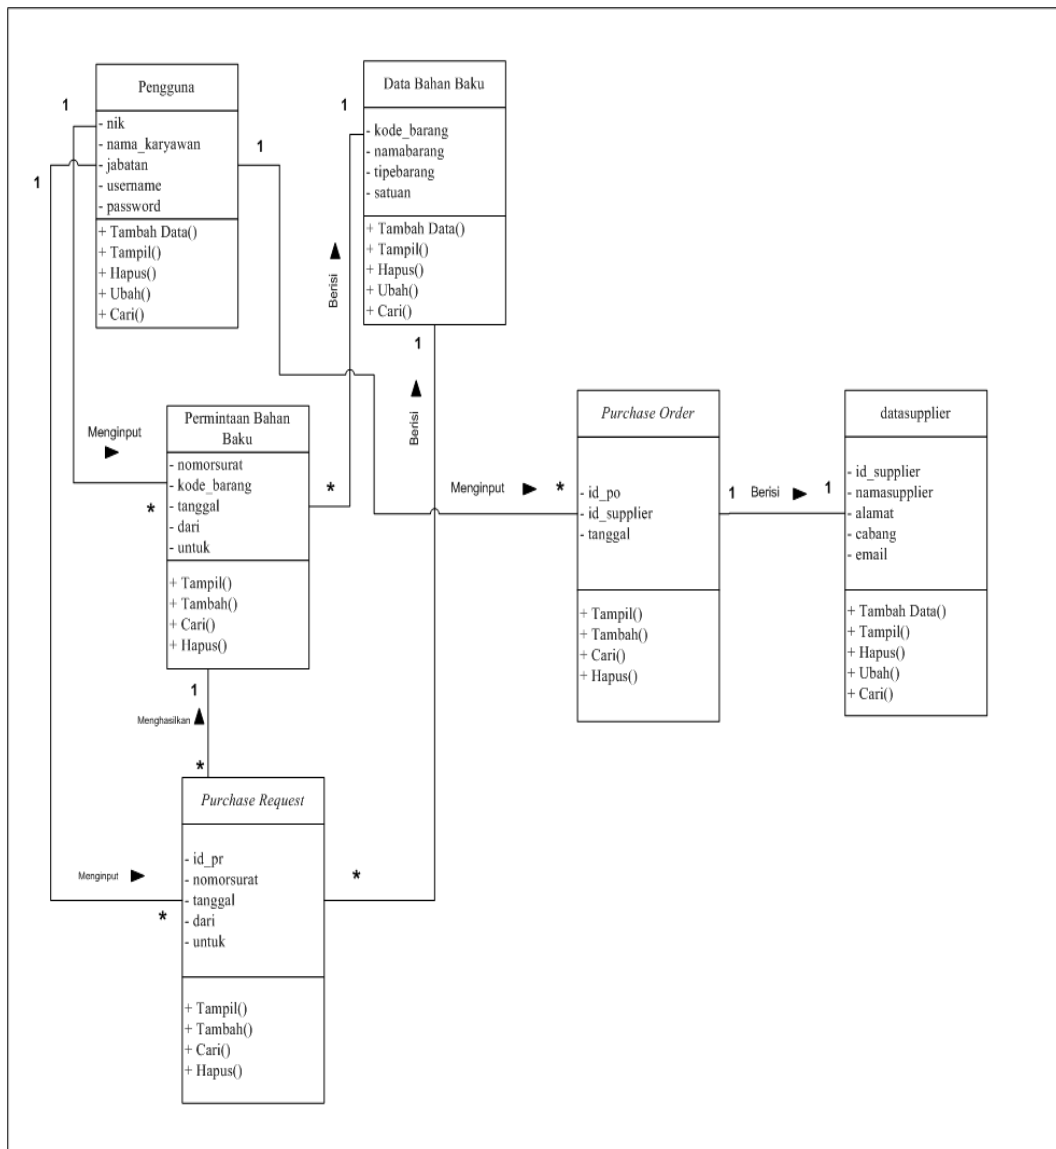 Pengguna
- nik
- nama_karyawan
- jabatan
- username
- password
+ Tambah Data()
+ Tampil()
+ Hapus()
+ Ubah()
+ Cari()
1
1
1
Data Bahan Baku
- kode_barang
- namabarang
- tipebarang
- satuan
+ Tambah Data()
+ Tampil()
+ Hapus()
+ Ubah()
+ Cari()
1
Berisi
1
Berisi
Menginput
*
Permintaan Bahan
Baku
- nomorsurat
- kode_barang
- tanggal
- dari
- untuk
+ Tampil()
+ Tambah()
+ Cari()
+ Hapus()
*
Menginput
*
Purchase Order
- id_po
- id_supplier
- tanggal
+ Tampil()
+ Tambah()
+ Cari()
+ Hapus()
1
Berisi
1
datasupplier
- id_supplier
- namasupplier
- alamat
- cabang
- email
+ Tambah Data()
+ Tampil()
+ Hapus()
+ Ubah()
+ Cari()
1
Menghasilkan
*
Purchase Request
- id_pr
- nomorsurat
- tanggal
- dari
- untuk
+ Tampil()
+ Tambah()
+ Cari()
+ Hapus()
Menginput
*
*